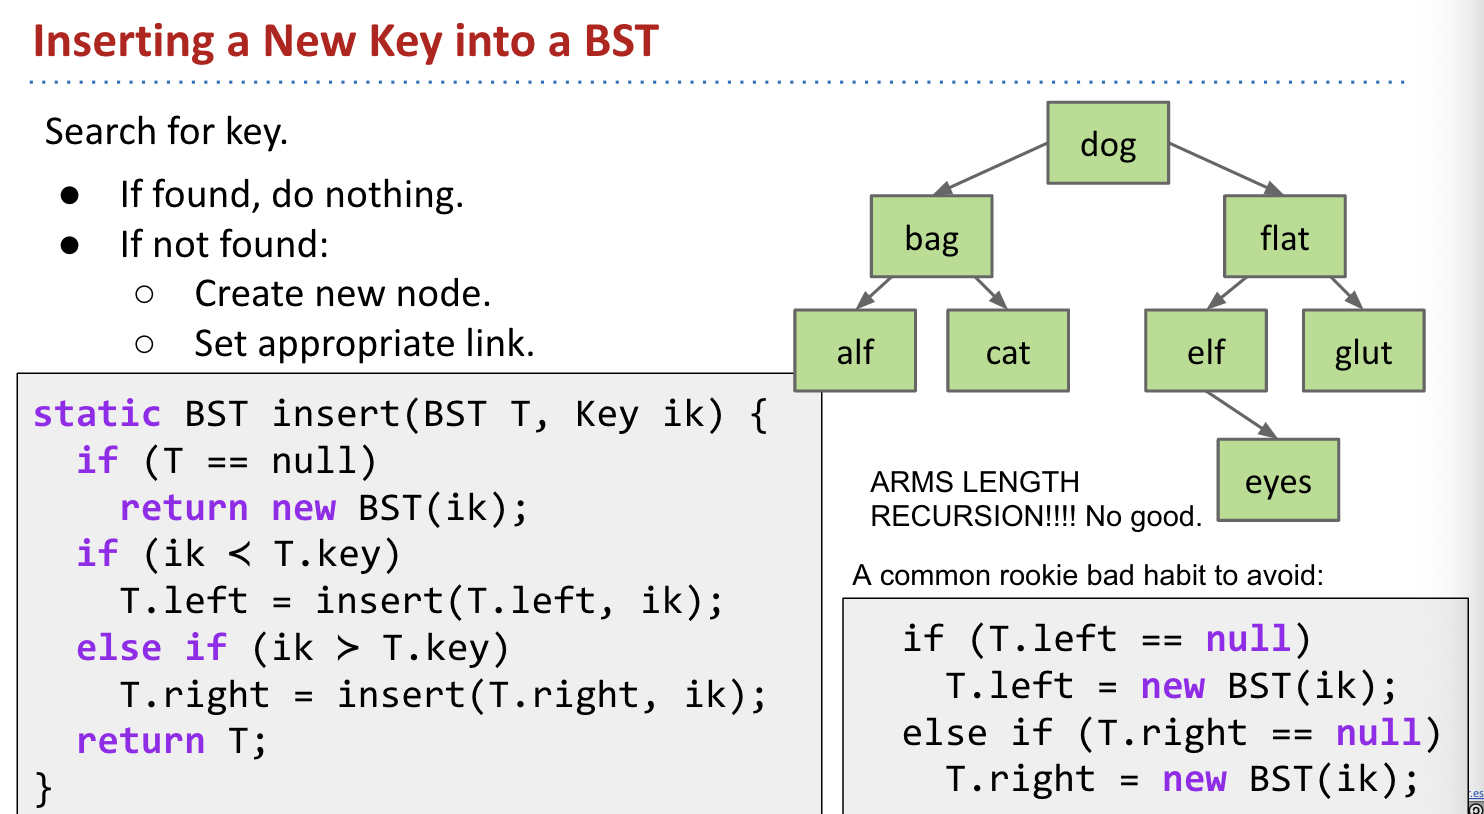 Inserting a New Key into a BST
Search for key.
● If found, do nothing.
● If not found:
○ Create new node.
○ Set appropriate link.
static BST insert(BST T, Key ik) {
if (T == null)
return new BST(ik);
if (ik ≺ T.key)
T.left = insert(T.left, ik);
else if (ik ≻ T.key)
T.right = insert(T.right, ik);
return T;
}
dog
bag
flat
alf
cat
elf
glut
eyes
ARMS LENGTH
RECURSION!!!! No good.
A common rookie bad habit to avoid:
if (T.left == null)
T.left = new BST(ik);
else if (T.right == null)
T.right = new BST(ik);